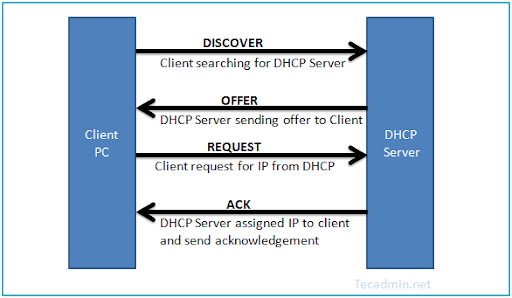 DISCOVER
Client searching for DHCP Server
OFFER
DHCP Server sending offer to Client
Client
PC
DHCP
Server
REQUEST
Client request for IP from DHCP
ACK
DHCP Server assigned IP to client
and send acknowledgement
Tecadmin.net